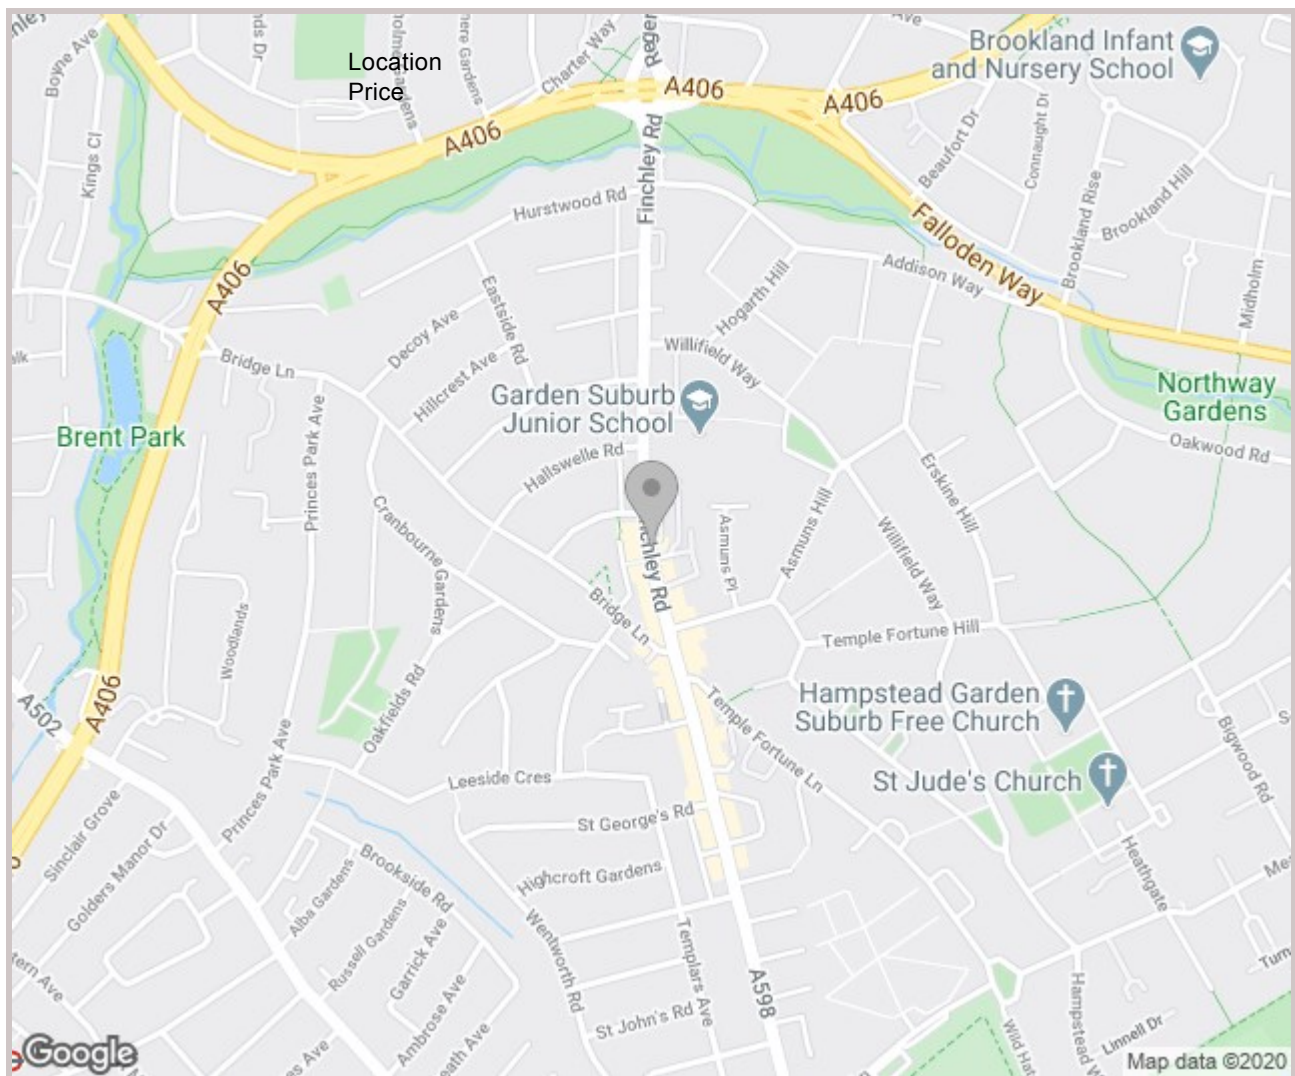 Boyne Ave
Location
Price
Charter Way
A406
A406
A406
Brookland Infant
and Nursery School
Kings Cl
Finchley Rd
Beaufort Dr
Connaught Dr
Brookland Rise
Brookland Hill
Hurstwood Rd
Falloden Way
A406
Addison Way
Midholm
Hogarth Hill
Eastside Rd
Decoy Ave
Bridge Ln
Hillcrest Ave
Willifield Way
Garden Suburb
Junior School
Northway
Gardens
Brent Park
Princes Park Ave
Hallswelle Rd
Oakwood Rd
Erskine Hill
Cranbourne Gardens
Finchley Rd
Asmuns Pl
Asmuns Hill
Willifield Way
Woodlands
Bridge Ln
Temple Fortune Hill
A502
A406
Oakfields Rd
Hampstead Garden
Suburb Free Church
Temple Fortune Ln
Bigwood Rd
Princes Park Ave
Leeside Cres
St Jude's Church
Sinclair Grove
Golders Manor Dr
St George's Rd
Brookside Rd
Alba Gardens
Highcroft Gardens
Heathgate
Russell Gardens
Garrick Ave
Wentworth Rd
Templars Ave
A598
Ambrose Ave
St John's Rd
Linnell Dr
Google
Map data ©2020